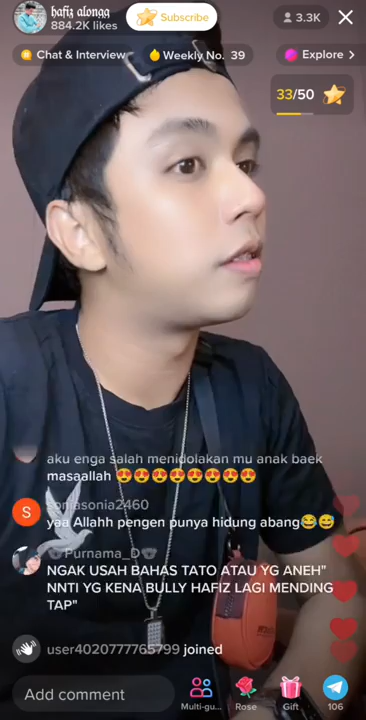 hafiz alongg
884.2K likes
Subscribe
3.3K
Chat & Interview
Weekly No. 39
Explore
33/50
aku enga salah menidolakan mu anak baek
masaallah 😍😍😍😍😍😍😍😍
S
soniasonia2460
yaa Allahh pengen punya hidung abang😂😅
Purnama_D
NGAK USAH BAHAS TATO ATAU YG ANEH"
NNTI YG KENA BULLY HAFIZ LAGI MENDING
TAP"
user4020777765799 joined
Add comment
Multi-gu...
Rose
Gift
106